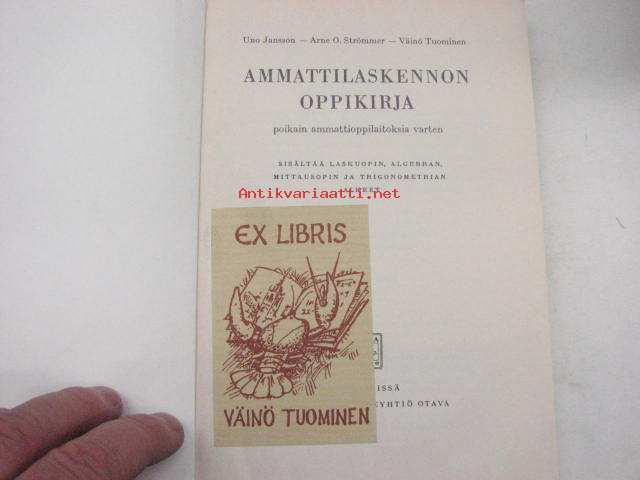 Uno Jansson — Arne O. Strömmer — Väinö Tuominen
AMMATTILASKENNON
OPPIKIRJA
poikain ammattioppilaitoksia varten
SISÄLTÄÄ LASKUOPIN, ALGEBRAN,
MITTAUSOPIN JA TRIGONOMETRIAN
Antikvariaatti.net
EX LIBRIS
VÄINÖ TUOMINEN
ISSÄ
YHTIÖ OTAVA